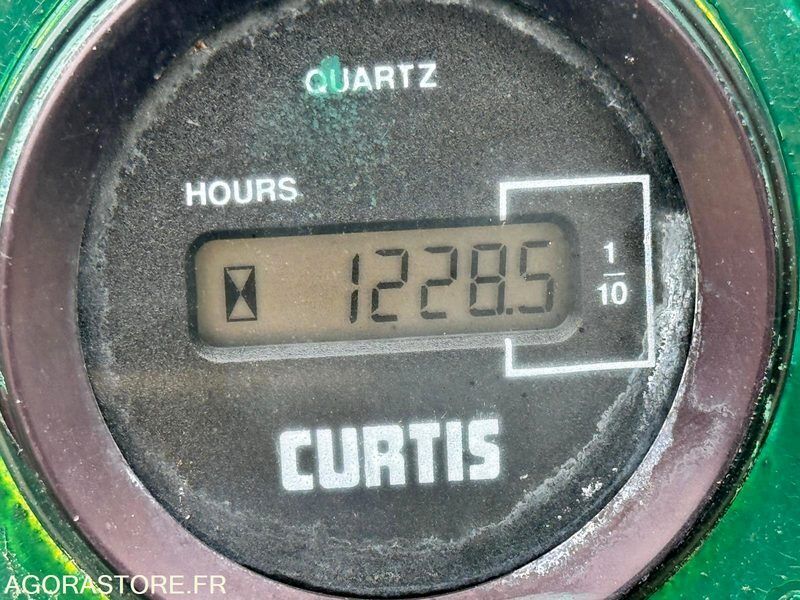 QUARTZ
HOURS
1228.5
1
10
CURTIS
AGORASTORE.FR